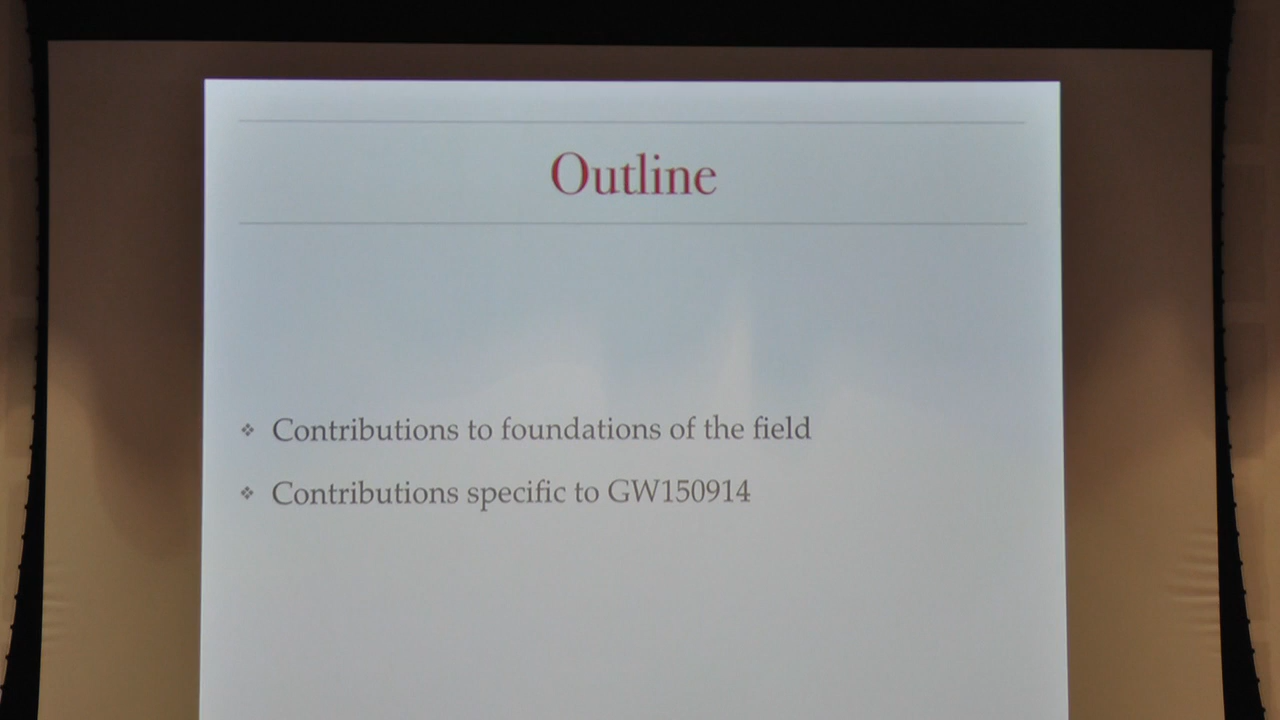 Outline
❖ Contributions to foundations of the field
❖ Contributions specific to GW150914